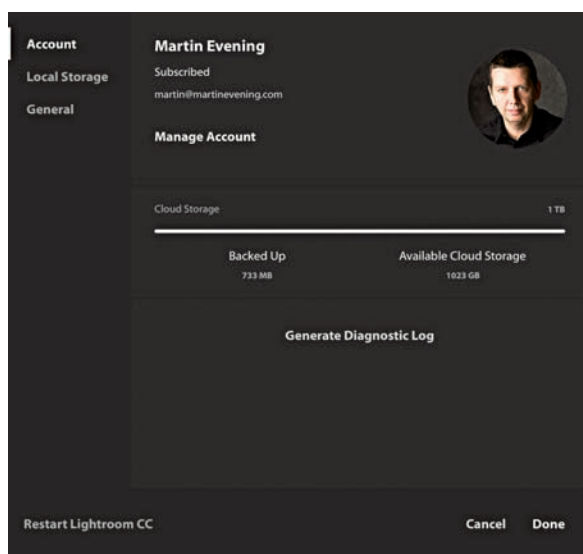 Account
Local Storage
General
Martin Evening
Subscribed
martin@martinevening.com
Manage Account
Cloud Storage
1 TB
Backed Up
733 MB
Available Cloud Storage
1023 GB
Generate Diagnostic Log
Restart Lightroom CC
Cancel
Done